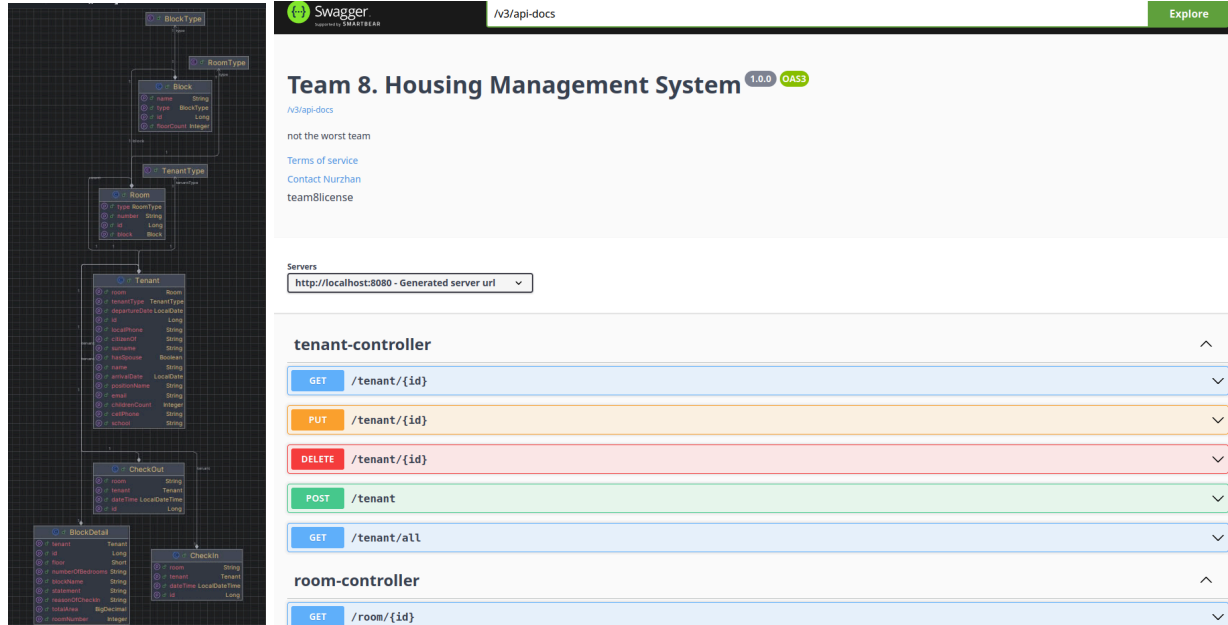 BlockType
RoomType
Block
name String
type BlockType
id Long
floorCount Integer
TenantType
tenantType
Room
type RoomType
number String
id Long
block Block
Tenant
room Room
tenantType TenantType
departureDate LocalDate
id Long
localPhone String
citizenOf String
surname String
hasSpouse Boolean
name String
arrivalDate LocalDate
positionName String
email String
childrenCount Integer
cellPhone String
school String
CheckOut
room String
tenant Tenant
dateTime LocalDateTime
id Long
tenant
BlockDetail
tenant Tenant
id Long
floor Short
numberOfBedrooms String
blockName String
statement String
reasonOfCheckin String
totalArea BigDecimal
roomNumber Integer
CheckIn
room String
tenant Tenant
dateTime LocalDateTime
id Long
Swagger
Supported by SMARTBEAR
/v3/api-docs
Explore
Team 8. Housing Management System 1.0.0 OAS3
/v3/api-docs
not the worst team
Terms of service
Contact Nurzhan
team8license
Servers
http://localhost:8080 - Generated server url
tenant-controller
GET /tenant/{id}
PUT /tenant/{id}
DELETE /tenant/{id}
POST /tenant
GET /tenant/all
room-controller
GET /room/{id}